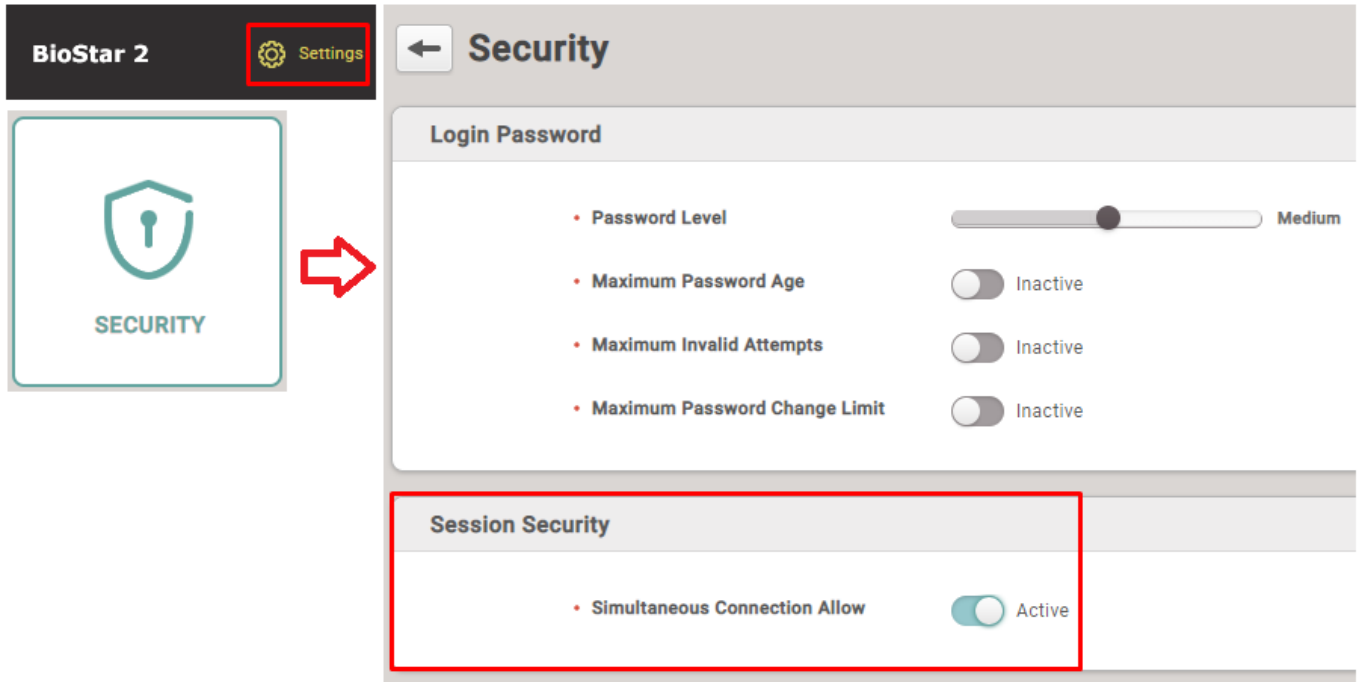 BioStar 2 Settings
SECURITY
Security
Login Password
• Password Level Medium
• Maximum Password Age Inactive
• Maximum Invalid Attempts Inactive
• Maximum Password Change Limit Inactive
Session Security
• Simultaneous Connection Allow Active